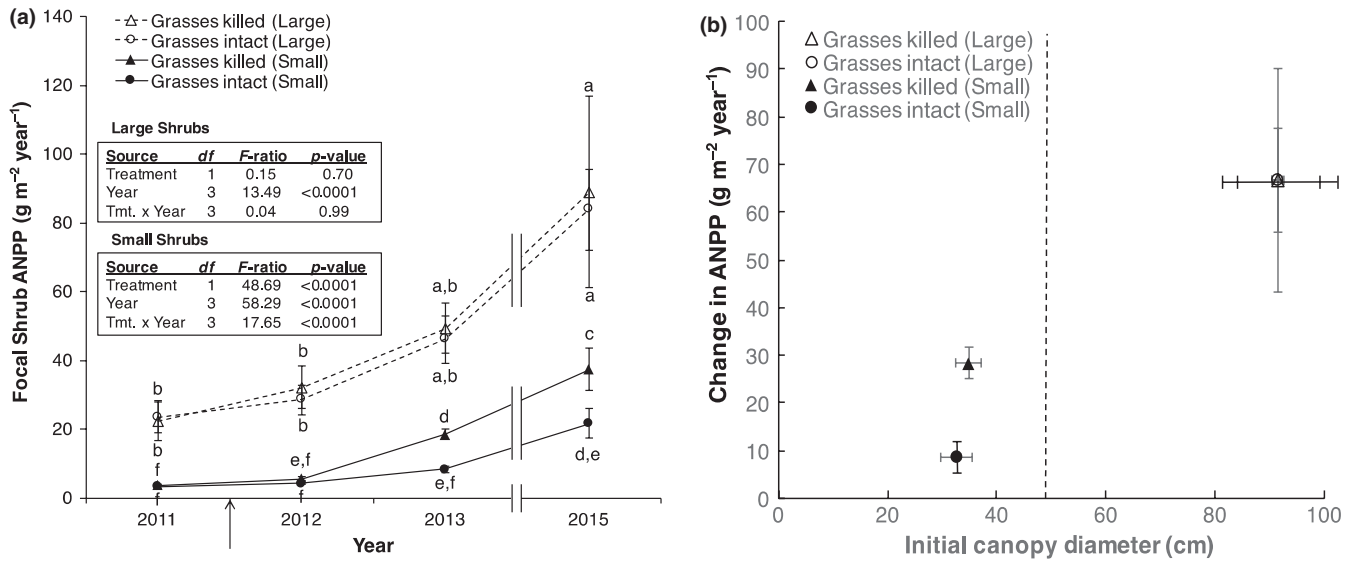 (a)
Grasses killed (Large)
Grasses intact (Large)
Grasses killed (Small)
Grasses intact (Small)
Focal Shrub ANPP (g m⁻² year⁻¹)
140
120
100
80
60
40
20
0
Large Shrubs
Source df F-ratio p-value
Treatment 1 0.15 0.70
Year 3 13.49 <0.0001
Tmt. x Year 3 0.04 0.99
Small Shrubs
Source df F-ratio p-value
Treatment 1 48.69 <0.0001
Year 3 58.29 <0.0001
Tmt. x Year 3 17.65 <0.0001
a
a
a,b
a,b
b
b
b
b
c
d
d,e
e,f
e,f
f
f
f
2011 2012 2013 2015
Year
(b)
Grasses killed (Large)
Grasses intact (Large)
Grasses killed (Small)
Grasses intact (Small)
Change in ANPP (g m⁻² year⁻¹)
100
90
80
70
60
50
40
30
20
10
0
0 20 40 60 80 100
Initial canopy diameter (cm)